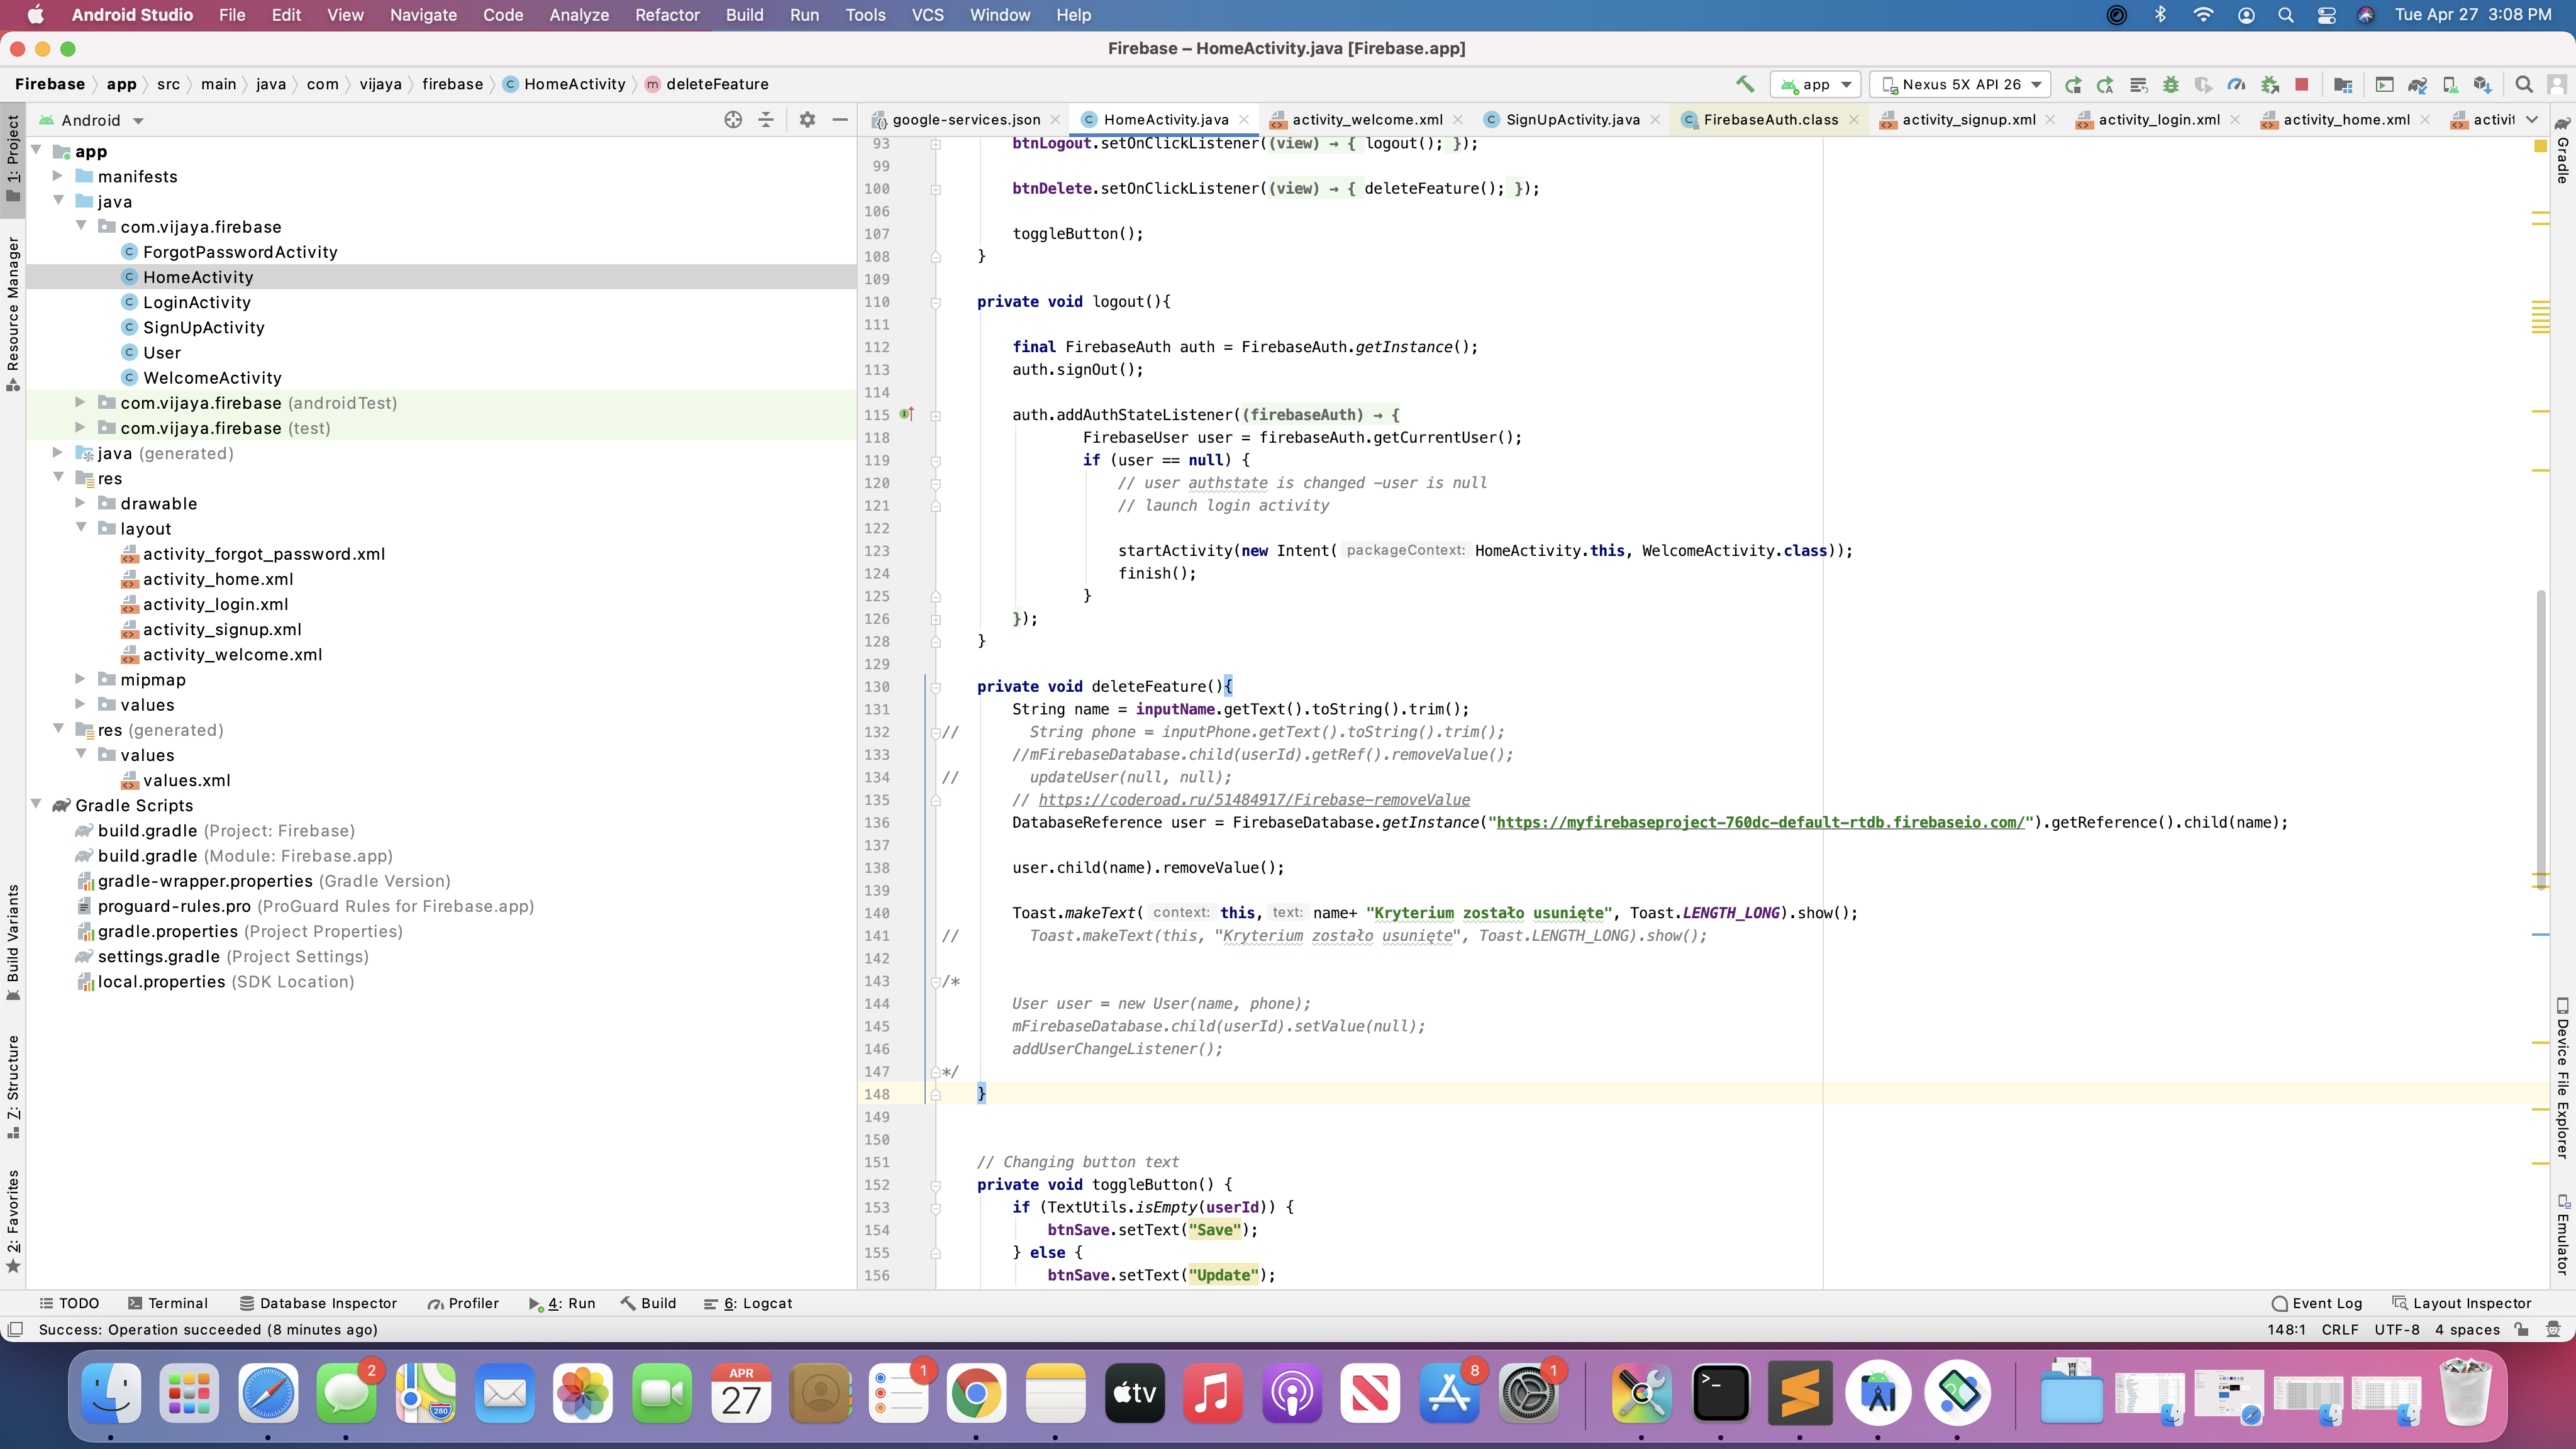 Android Studio File Edit View Navigate Code Analyze Refactor Build Run Tools VCS Window Help Tue Apr 27 3:08 PM
Firebase – HomeActivity.java [Firebase.app]
Firebase app src main java com vijaya firebase HomeActivity deleteFeature app Nexus 5X API 26
Android
google-services.json HomeActivity.java activity_welcome.xml SignUpActivity.java FirebaseAuth.class activity_signup.xml activity_login.xml activity_home.xml activit
1: Project
Resource Manager
Build Variants
7: Structure
2: Favorites
app
manifests
java
com.vijaya.firebase
ForgotPasswordActivity
HomeActivity
LoginActivity
SignUpActivity
User
WelcomeActivity
com.vijaya.firebase (androidTest)
com.vijaya.firebase (test)
java (generated)
res
drawable
layout
activity_forgot_password.xml
activity_home.xml
activity_login.xml
activity_signup.xml
activity_welcome.xml
mipmap
values
res (generated)
values
values.xml
Gradle Scripts
build.gradle (Project: Firebase)
build.gradle (Module: Firebase.app)
gradle-wrapper.properties (Gradle Version)
proguard-rules.pro (ProGuard Rules for Firebase.app)
gradle.properties (Project Properties)
settings.gradle (Project Settings)
local.properties (SDK Location)
93 btnLogout.setOnClickListener((view) → { logout(); });
99
100 btnDelete.setOnClickListener((view) → { deleteFeature(); });
106
107 toggleButton();
108 }
109
110 private void logout(){
111
112 final FirebaseAuth auth = FirebaseAuth.getInstance();
113 auth.signOut();
114
115 auth.addAuthStateListener((firebaseAuth) → {
118 FirebaseUser user = firebaseAuth.getCurrentUser();
119 if (user == null) {
120 // user authstate is changed -user is null
121 // launch login activity
122
123 startActivity(new Intent( packageContext: HomeActivity.this, WelcomeActivity.class));
124 finish();
125 }
126 });
128 }
129
130 private void deleteFeature(){
131 String name = inputName.getText().toString().trim();
132 // String phone = inputPhone.getText().toString().trim();
133 //mFirebaseDatabase.child(userId).getRef().removeValue();
134 // updateUser(null, null);
135 // https://coderoad.ru/51484917/Firebase-removeValue
136 DatabaseReference user = FirebaseDatabase.getInstance("https://myfirebaseproject-760dc-default-rtdb.firebaseio.com/").getReference().child(name);
137
138 user.child(name).removeValue();
139
140 Toast.makeText( context: this, text: name+ "Kryterium zostało usunięte", Toast.LENGTH_LONG).show();
141 // Toast.makeText(this, "Kryterium zostało usunięte", Toast.LENGTH_LONG).show();
142
143 /*
144 User user = new User(name, phone);
145 mFirebaseDatabase.child(userId).setValue(null);
146 addUserChangeListener();
147 */
148 }
149
150
151 // Changing button text
152 private void toggleButton() {
153 if (TextUtils.isEmpty(userId)) {
154 btnSave.setText("Save");
155 } else {
156 btnSave.setText("Update");
Gradle
Device File Explorer
Emulator
TODO Terminal Database Inspector Profiler 4: Run Build 6: Logcat Event Log Layout Inspector
Success: Operation succeeded (8 minutes ago) 148:1 CRLF UTF-8 4 spaces
2 280 APR 27 1 tv 8 1 >_